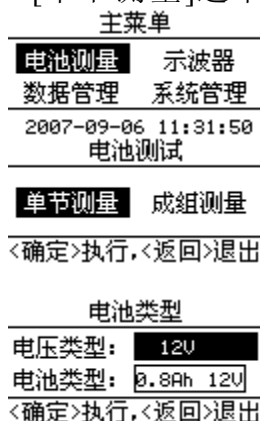 主菜单
电池测量 示波器
数据管理 系统管理
2007-09-06 11:31:50
电池测试
单节测量 成组测量
<确定>执行,<返回>退出
电池类型
电压类型: 12V
电池类型: 0.8Ah 12V
<确定>执行,<返回>退出